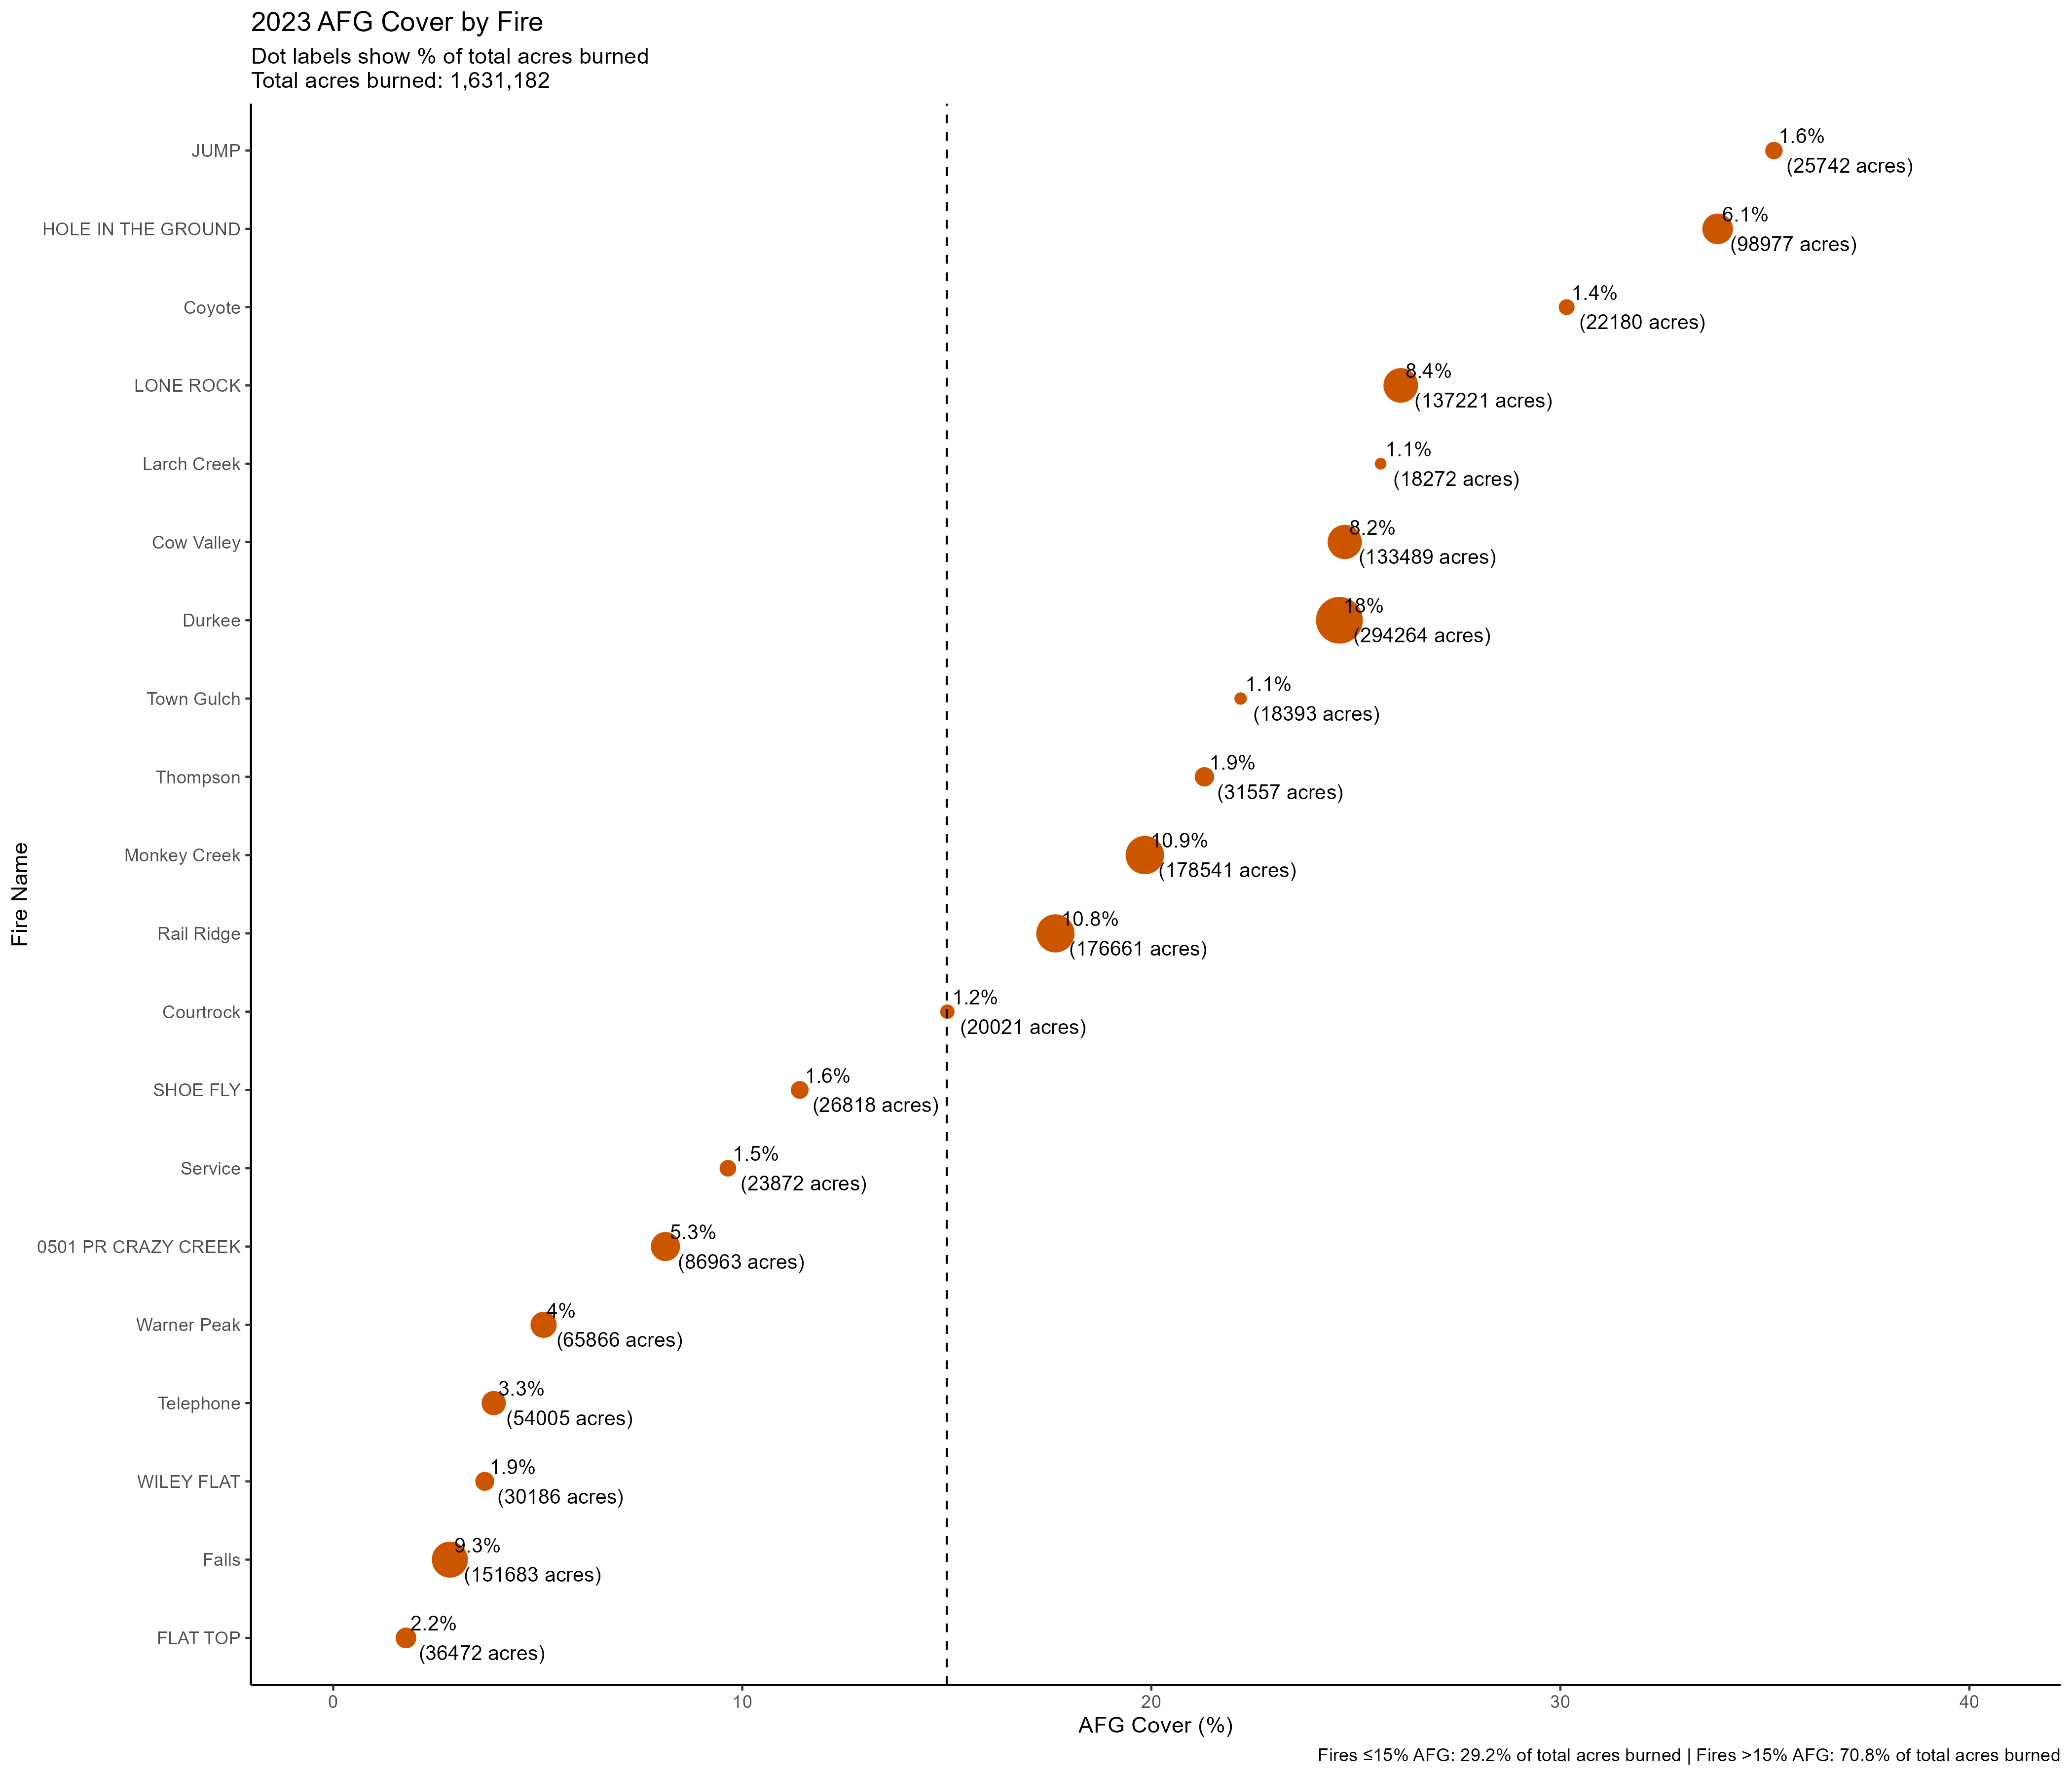 2023 AFG Cover by Fire
Dot labels show % of total acres burned
Total acres burned: 1,631,182
Fire Name
JUMP
1.6%
(25742 acres)
HOLE IN THE GROUND
6.1%
(98977 acres)
Coyote
1.4%
(22180 acres)
LONE ROCK
8.4%
(137221 acres)
Larch Creek
1.1%
(18272 acres)
Cow Valley
8.2%
(133489 acres)
Durkee
18%
(294264 acres)
Town Gulch
1.1%
(18393 acres)
Thompson
1.9%
(31557 acres)
Monkey Creek
10.9%
(178541 acres)
Rail Ridge
10.8%
(176661 acres)
Courtrock
1.2%
(20021 acres)
SHOE FLY
1.6%
(26818 acres)
Service
1.5%
(23872 acres)
0501 PR CRAZY CREEK
5.3%
(86963 acres)
Warner Peak
4%
(65866 acres)
Telephone
3.3%
(54005 acres)
WILEY FLAT
1.9%
(30186 acres)
Falls
9.3%
(151683 acres)
FLAT TOP
2.2%
(36472 acres)
0 10 20 30 40
AFG Cover (%)
Fires ≤15% AFG: 29.2% of total acres burned | Fires >15% AFG: 70.8% of total acres burned